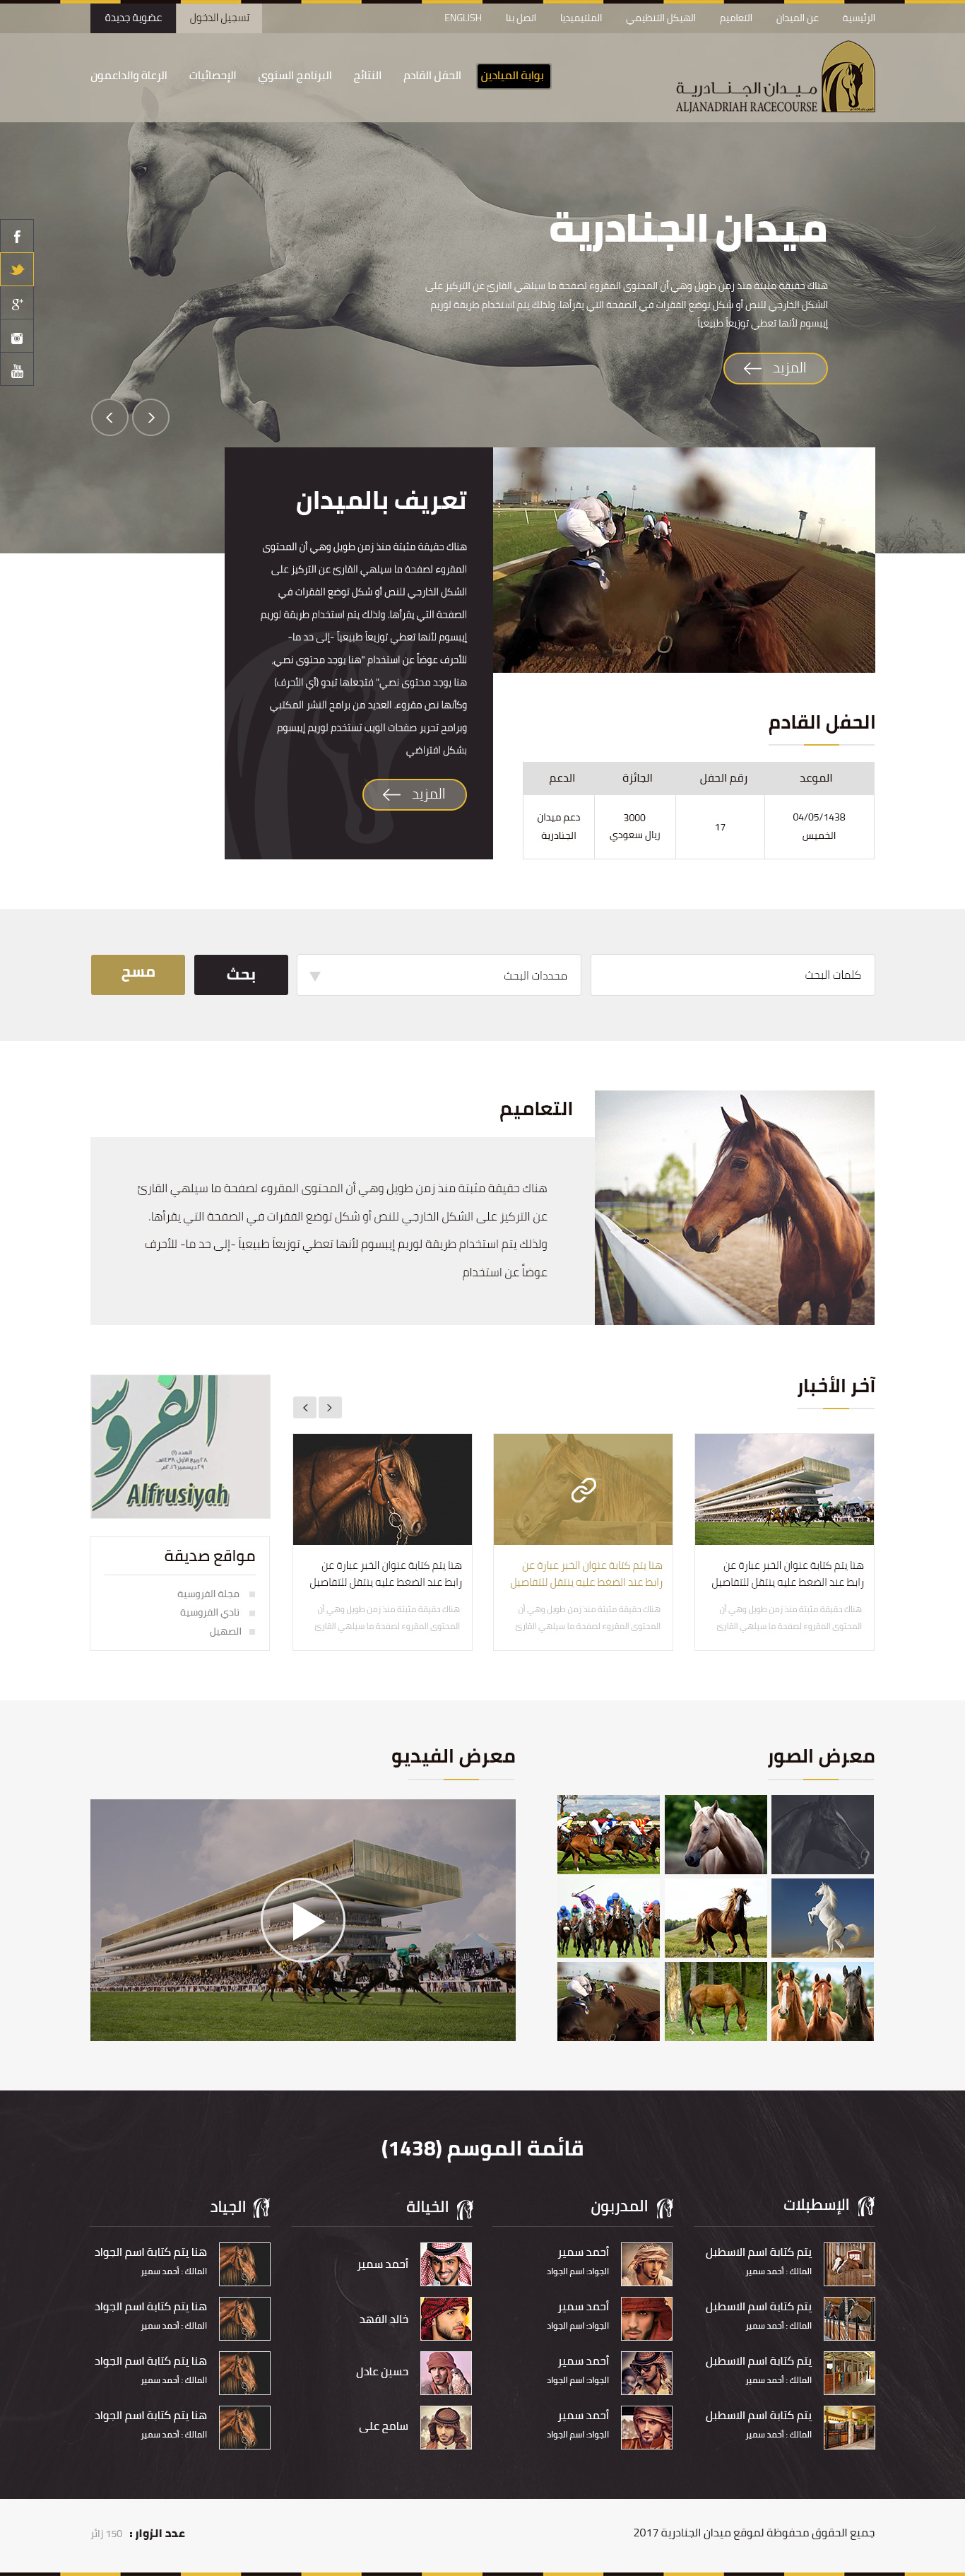 الرئيسية
عن الميدان
التعاميم
الهيكل التنظيمي
الملتيميديا
اتصل بنا
ENGLISH
تسجيل الدخول
عضوية جديدة
ميدان الجنادرية
ALJANADRIAH RACECOURSE
بوابة الميادين
الحفل القادم
النتائج
البرنامج السنوي
الإحصائيات
الرعاة والداعمون
ميدان الجنادرية
هناك حقيقة مثبتة منذ زمن طويل وهي أن المحتوى المقروء لصفحة ما سيلهي القارئ عن التركيز على
الشكل الخارجي للنص أو شكل توضع الفقرات في الصفحة التي يقرأها. ولذلك يتم استخدام طريقة لوريم
إيبسوم لأنها تعطي توزيعاً طبيعياً
المزيد
تعريف بالميدان
هناك حقيقة مثبتة منذ زمن طويل وهي أن المحتوى
المقروء لصفحة ما سيلهي القارئ عن التركيز على
الشكل الخارجي للنص أو شكل توضع الفقرات في
الصفحة التي يقرأها. ولذلك يتم استخدام طريقة لوريم
إيبسوم لأنها تعطي توزيعاً طبيعياً -إلى حد ما-
للأحرف عوضاً عن استخدام "هنا يوجد محتوى نصي،
هنا يوجد محتوى نصي" فتجعلها تبدو (أي الأحرف)
وكأنها نص مقروء. العديد من برامح النشر المكتبي
وبرامح تحرير صفحات الويب تستخدم لوريم إيبسوم
بشكل افتراضي
المزيد
الحفل القادم
الموعد
رقم الحفل
الجائزة
الدعم
04/05/1438
الخميس
17
3000
ريال سعودي
دعم ميدان
الجنادرية
كلمات البحث
محددات البحث
بحث
مسح
التعاميم
هناك حقيقة مثبتة منذ زمن طويل وهي أن المحتوى المقروء لصفحة ما سيلهي القارئ
عن التركيز على الشكل الخارجي للنص أو شكل توضع الفقرات في الصفحة التي يقرأها.
ولذلك يتم استخدام طريقة لوريم إيبسوم لأنها تعطي توزيعاً طبيعياً -إلى حد ما- للأحرف
عوضاً عن استخدام
آخر الأخبار
هنا يتم كتابة عنوان الخبر عبارة عن
رابط عند الضغط عليه ينتقل للتفاصيل
هناك حقيقة مثبتة منذ زمن طويل وهي أن
المحتوى المقروء لصفحة ما سيلهي القارئ
هنا يتم كتابة عنوان الخبر عبارة عن
رابط عند الضغط عليه ينتقل للتفاصيل
هناك حقيقة مثبتة منذ زمن طويل وهي أن
المحتوى المقروء لصفحة ما سيلهي القارئ
هنا يتم كتابة عنوان الخبر عبارة عن
رابط عند الضغط عليه ينتقل للتفاصيل
هناك حقيقة مثبتة منذ زمن طويل وهي أن
المحتوى المقروء لصفحة ما سيلهي القارئ
Alfrusiyah
مواقع صديقة
مجلة الفروسية
نادي الفروسية
الصهيل
معرض الصور
معرض الفيديو
قائمة الموسم (1438)
الإسطبلات
يتم كتابة اسم الاسطبل
المالك : أحمد سمير
يتم كتابة اسم الاسطبل
المالك : أحمد سمير
يتم كتابة اسم الاسطبل
المالك : أحمد سمير
يتم كتابة اسم الاسطبل
المالك : أحمد سمير
المدربون
أحمد سمير
الجواد: اسم الجواد
أحمد سمير
الجواد: اسم الجواد
أحمد سمير
الجواد: اسم الجواد
أحمد سمير
الجواد: اسم الجواد
الخيالة
أحمد سمير
خالد الفهد
حسين عادل
سامح على
الجياد
هنا يتم كتابة اسم الجواد
المالك : أحمد سمير
هنا يتم كتابة اسم الجواد
المالك : أحمد سمير
هنا يتم كتابة اسم الجواد
المالك : أحمد سمير
هنا يتم كتابة اسم الجواد
المالك : أحمد سمير
جميع الحقوق محفوظة لموقع ميدان الجنادرية 2017
عدد الزوار : 150 زائر